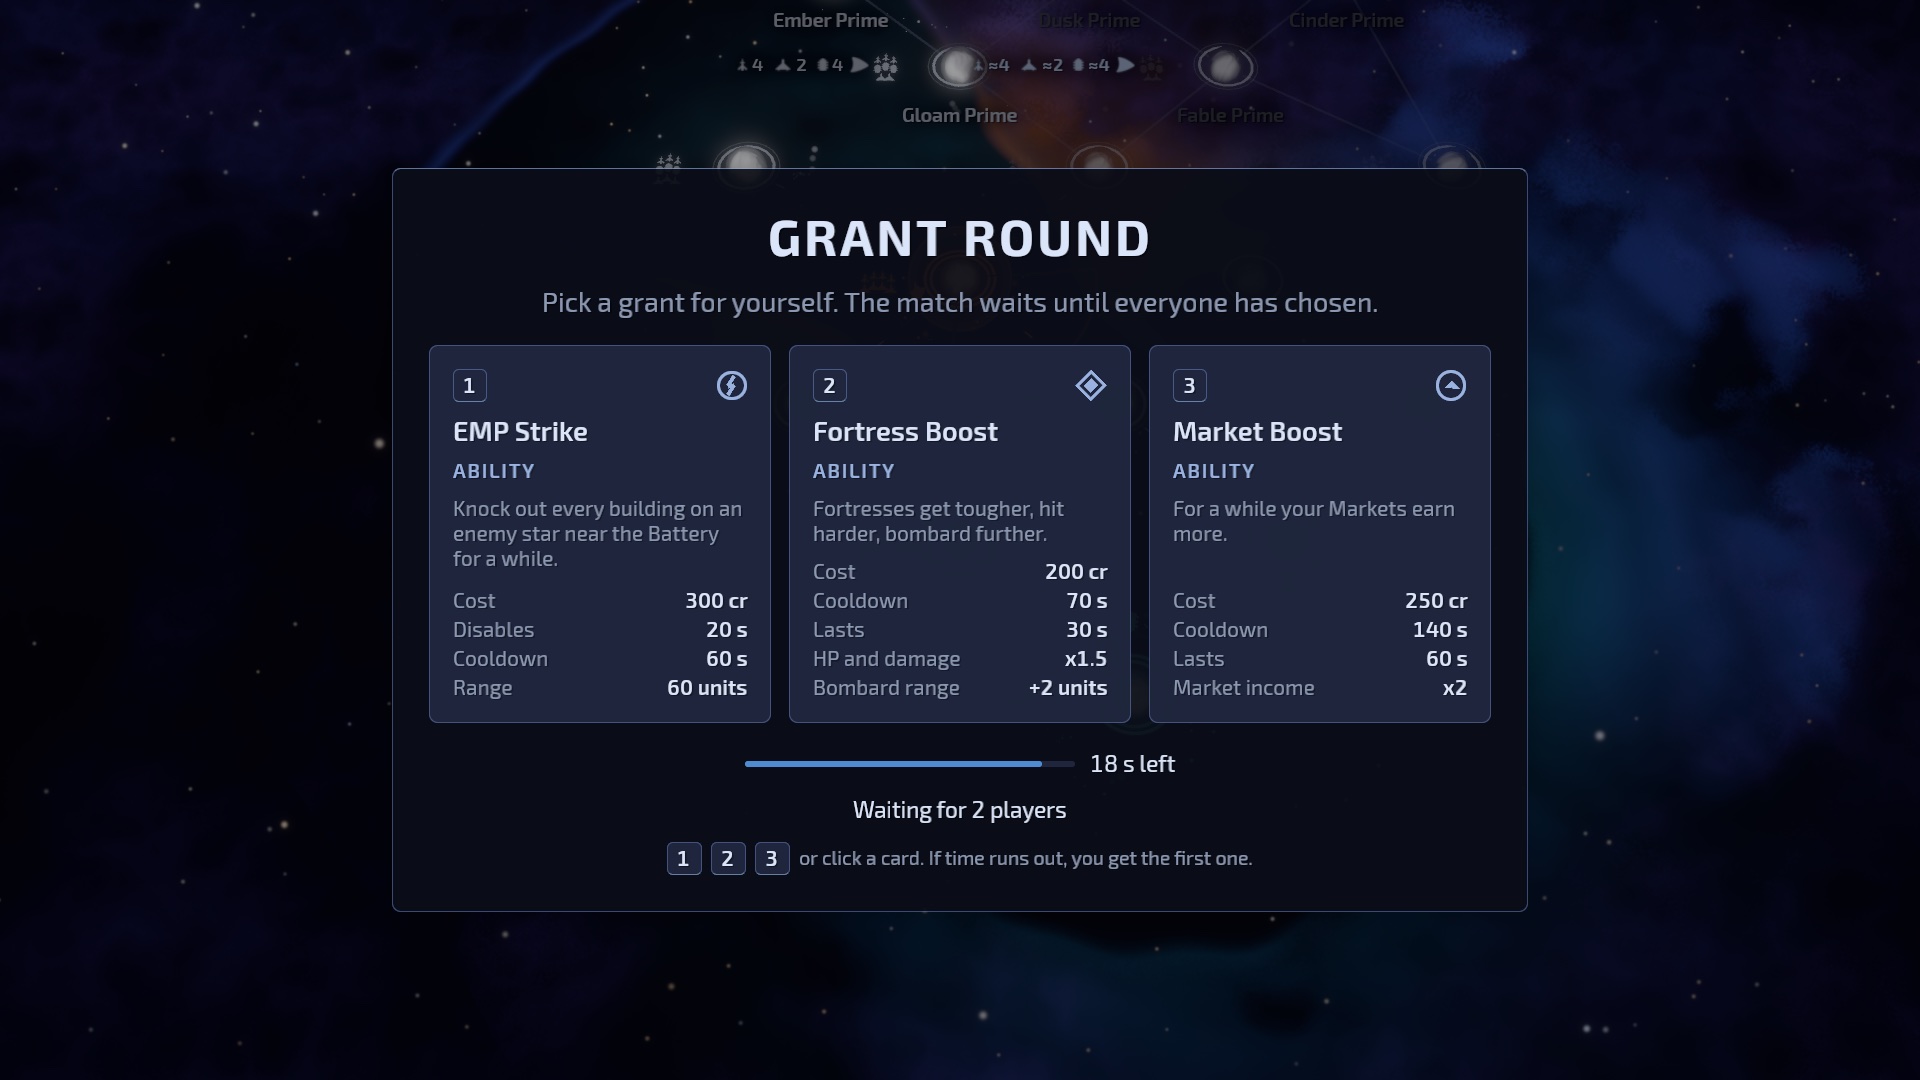 Ember Prime
Dusk Prime
Cinder Prime
4 2 4
≈4 ≈2 ≈4
Gloam Prime
Fable Prime
GRANT ROUND
Pick a grant for yourself. The match waits until everyone has chosen.
1
EMP Strike
ABILITY
Knock out every building on an
enemy star near the Battery
for a while.
Cost 300 cr
Disables 20 s
Cooldown 60 s
Range 60 units
2
Fortress Boost
ABILITY
Fortresses get tougher, hit
harder, bombard further.
Cost 200 cr
Cooldown 70 s
Lasts 30 s
HP and damage x1.5
Bombard range +2 units
3
Market Boost
ABILITY
For a while your Markets earn
more.
Cost 250 cr
Cooldown 140 s
Lasts 60 s
Market income x2
18 s left
Waiting for 2 players
1 2 3 or click a card. If time runs out, you get the first one.